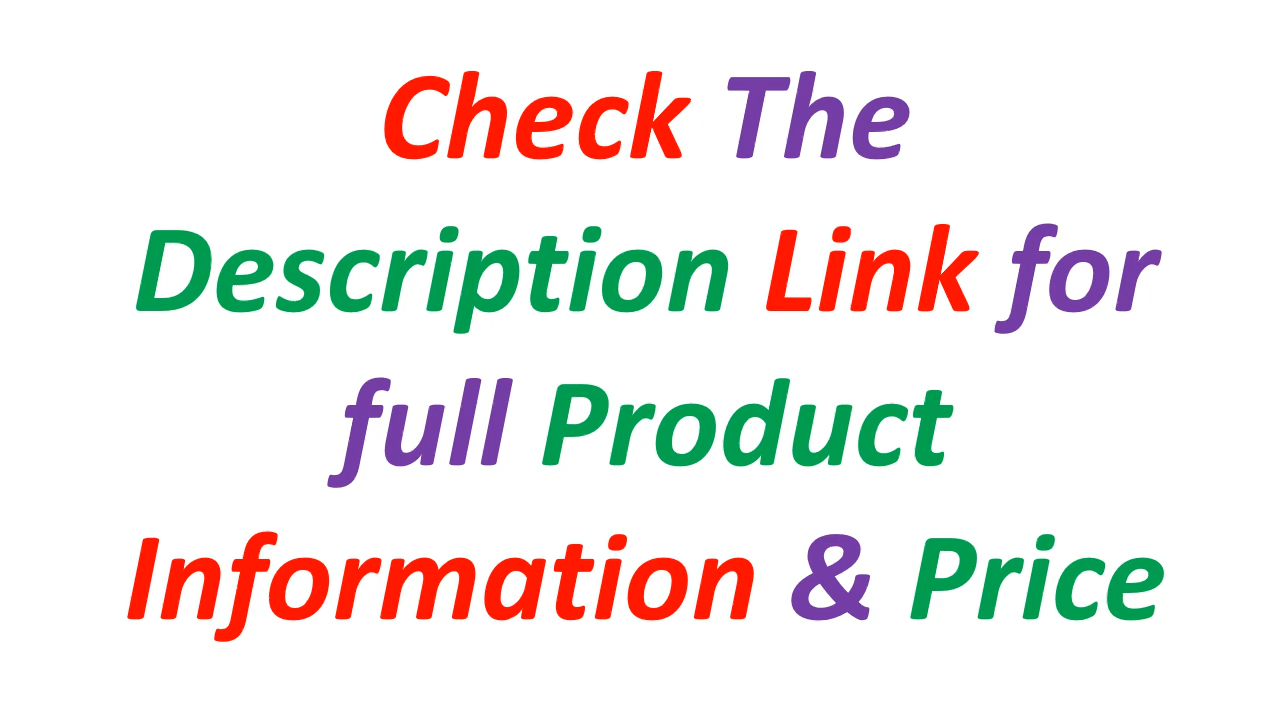 Check The
Description Link for
full Product
Information & Price